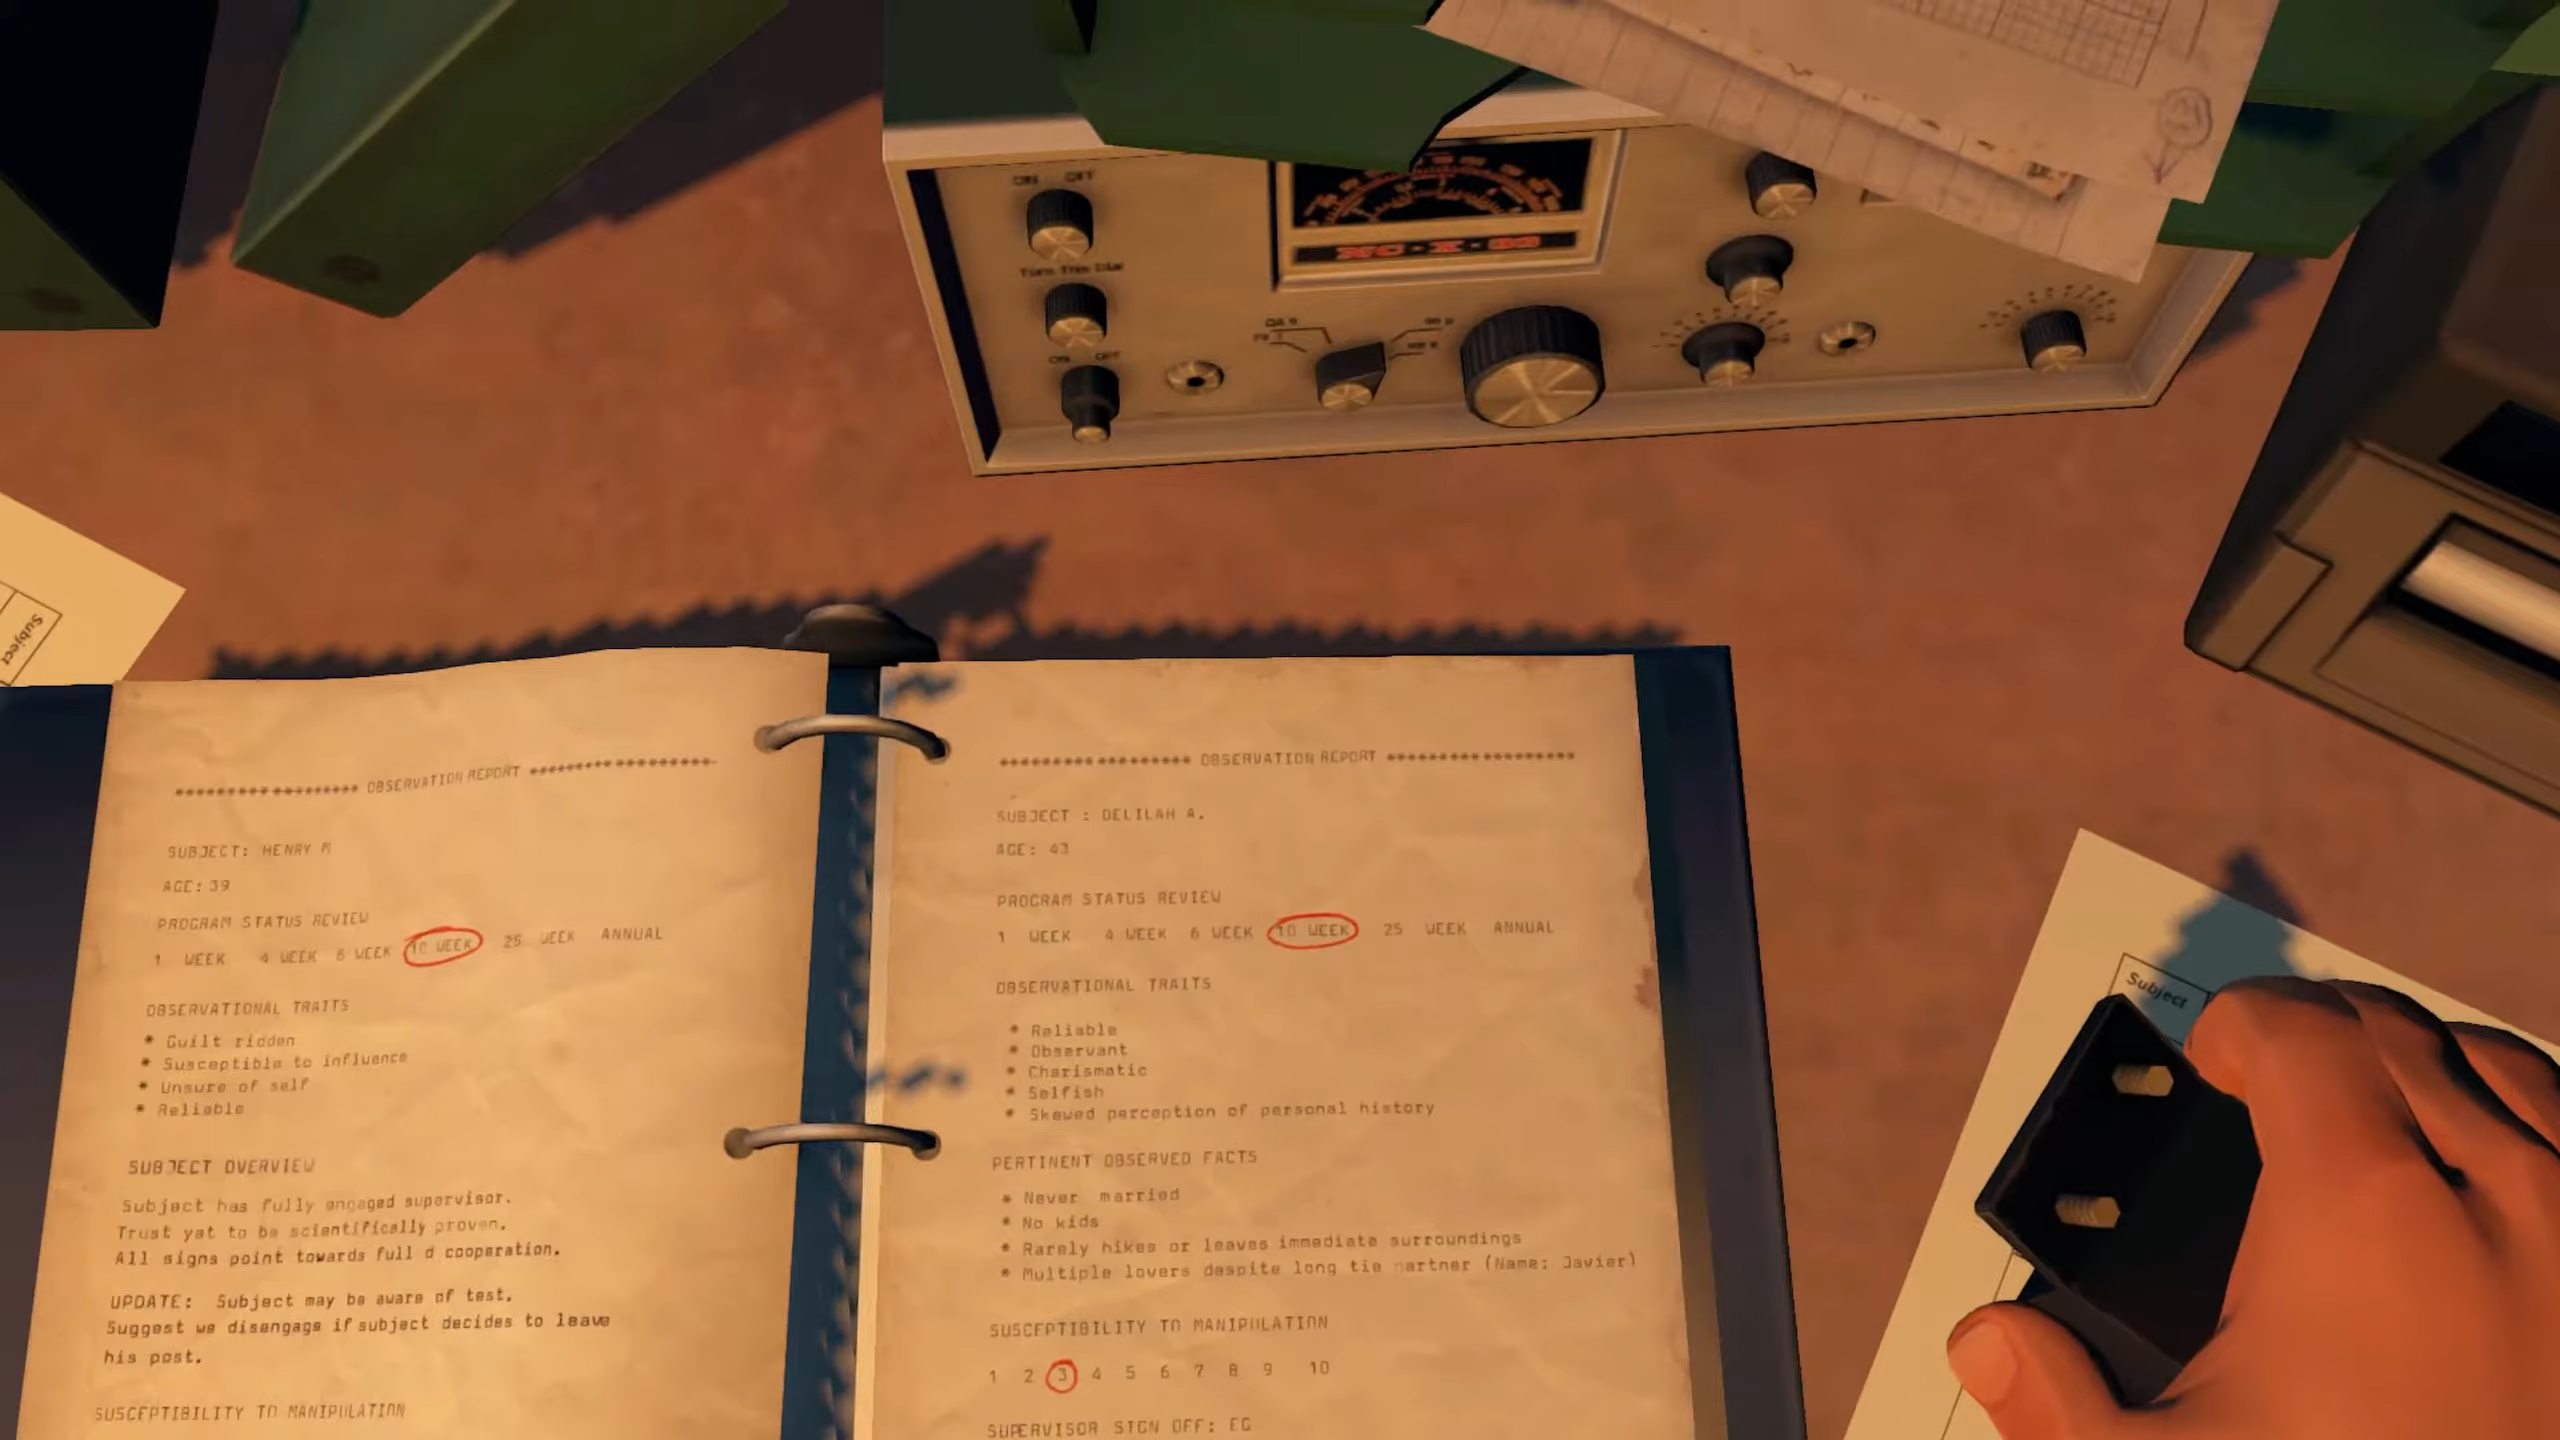 ON OFF
Turn This Dial
ON OFF
NC-X-80
Subject
****************** OBSERVATION REPORT ******************
SUBJECT: HENRY
AGE: 39
PROGRAM STATUS REVIEW
1 WEEK 4 WEEK 6 WEEK 10 WEEK 25 WEEK ANNUAL
OBSERVATIONAL TRAITS
* Guilt ridden
* Susceptible to influence
* Unsure of self
* Reliable
SUBJECT OVERVIEW
Subject has fully engaged supervisor.
Trust yet to be scientifically proven.
All signs point towards full d cooperation.
UPDATE: Subject may be aware of test.
Suggest we disengage if subject decides to leave
his post.
SUSCEPTIBILITY TO MANIPULATION
****************** OBSERVATION REPORT ******************
SUBJECT : DELILAH A.
AGE: 43
PROGRAM STATUS REVIEW
1 WEEK 4 WEEK 6 WEEK 10 WEEK 25 WEEK ANNUAL
OBSERVATIONAL TRAITS
* Reliable
* Observant
* Charismatic
* Selfish
* Skewed perception of personal history
PERTINENT OBSERVED FACTS
* Never married
* No kids
* Rarely hikes or leaves immediate surroundings
* Multiple lovers despite long tie partner (Name: Javier)
SUSCEPTIBILITY TO MANIPULATION
1 2 3 4 5 6 7 8 9 10
SUPERVISOR SIGN OFF: EG
Subject